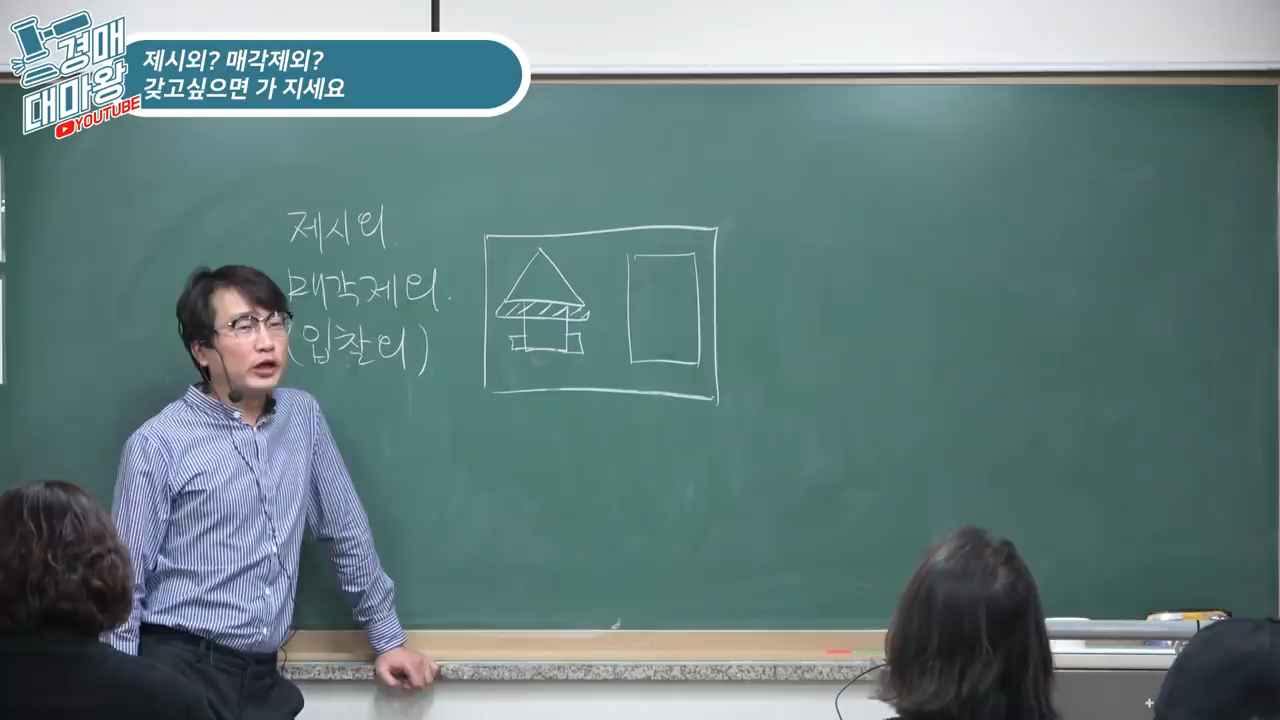 경매
대마왕
YOUTUBE
제시외? 매각제외?
갖고싶으면 가 지세요
제시외.
매각제외.
(입찰외)